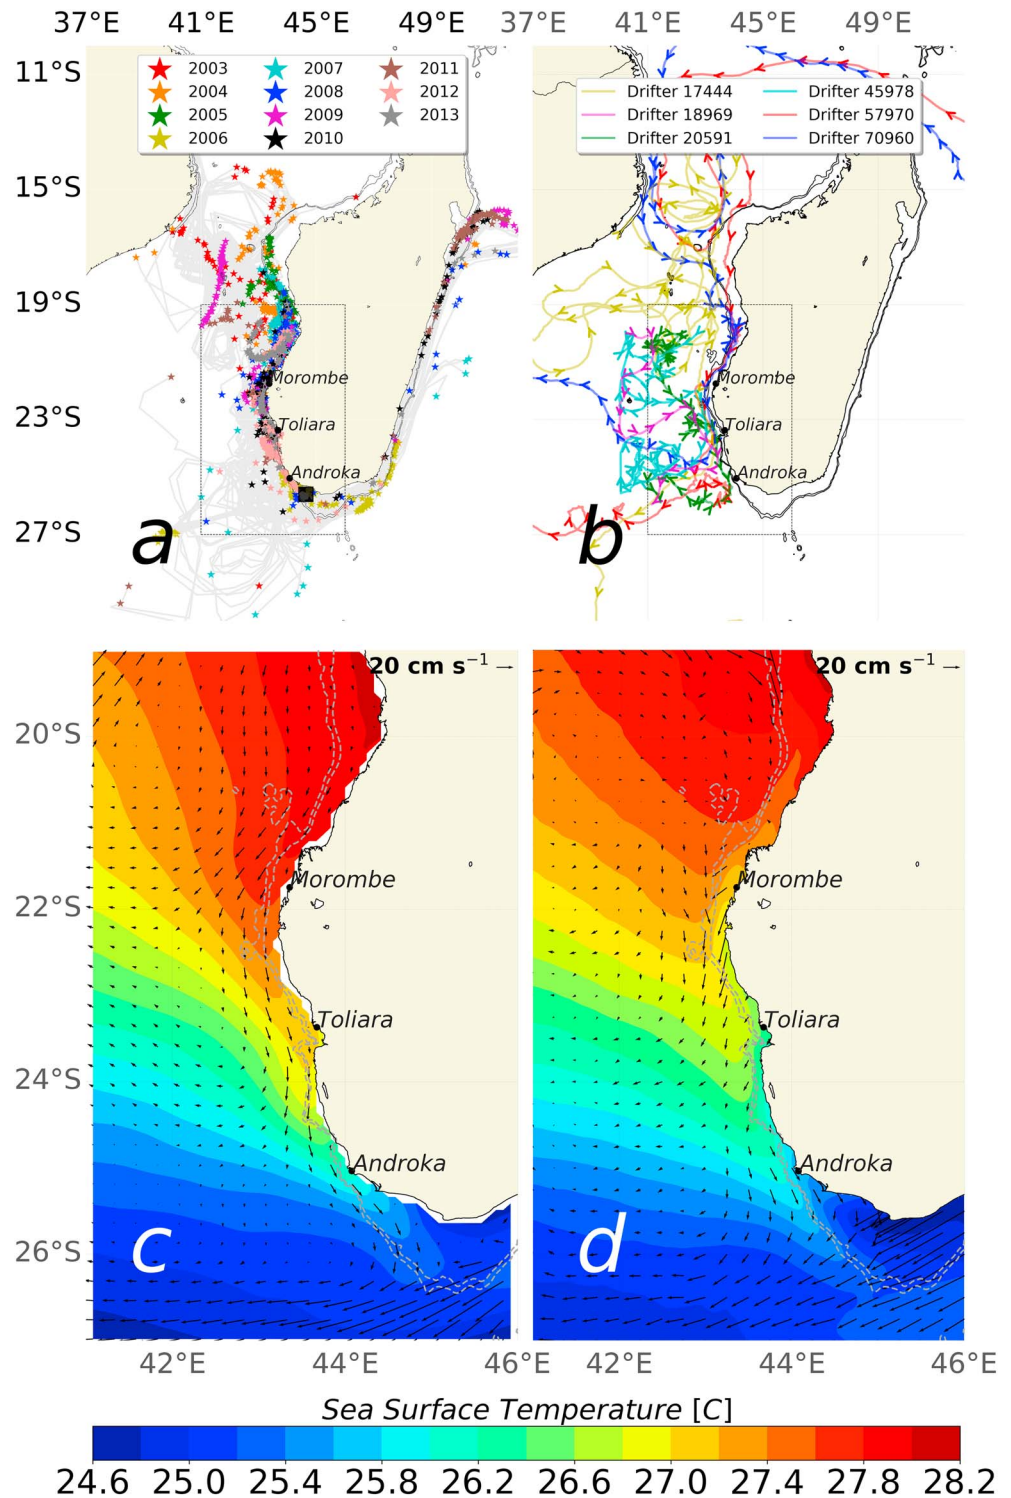 37°E 41°E 45°E 49°E 37°E 41°E 45°E 49°E
11°S
15°S
19°S
23°S
27°S
2003 2007 2011
2004 2008 2012
2005 2009 2013
2006 2010
Morombe
Toliara
Androka
a
Drifter 17444 Drifter 45978
Drifter 18969 Drifter 57970
Drifter 20591 Drifter 70960
Morombe
Toliara
Androka
b
20°S
22°S
24°S
26°S
20 cm s⁻¹
Morombe
Toliara
Androka
c
20 cm s⁻¹
Morombe
Toliara
Androka
d
42°E 44°E 46°E 42°E 44°E 46°E
Sea Surface Temperature [C]
24.6 25.0 25.4 25.8 26.2 26.6 27.0 27.4 27.8 28.2